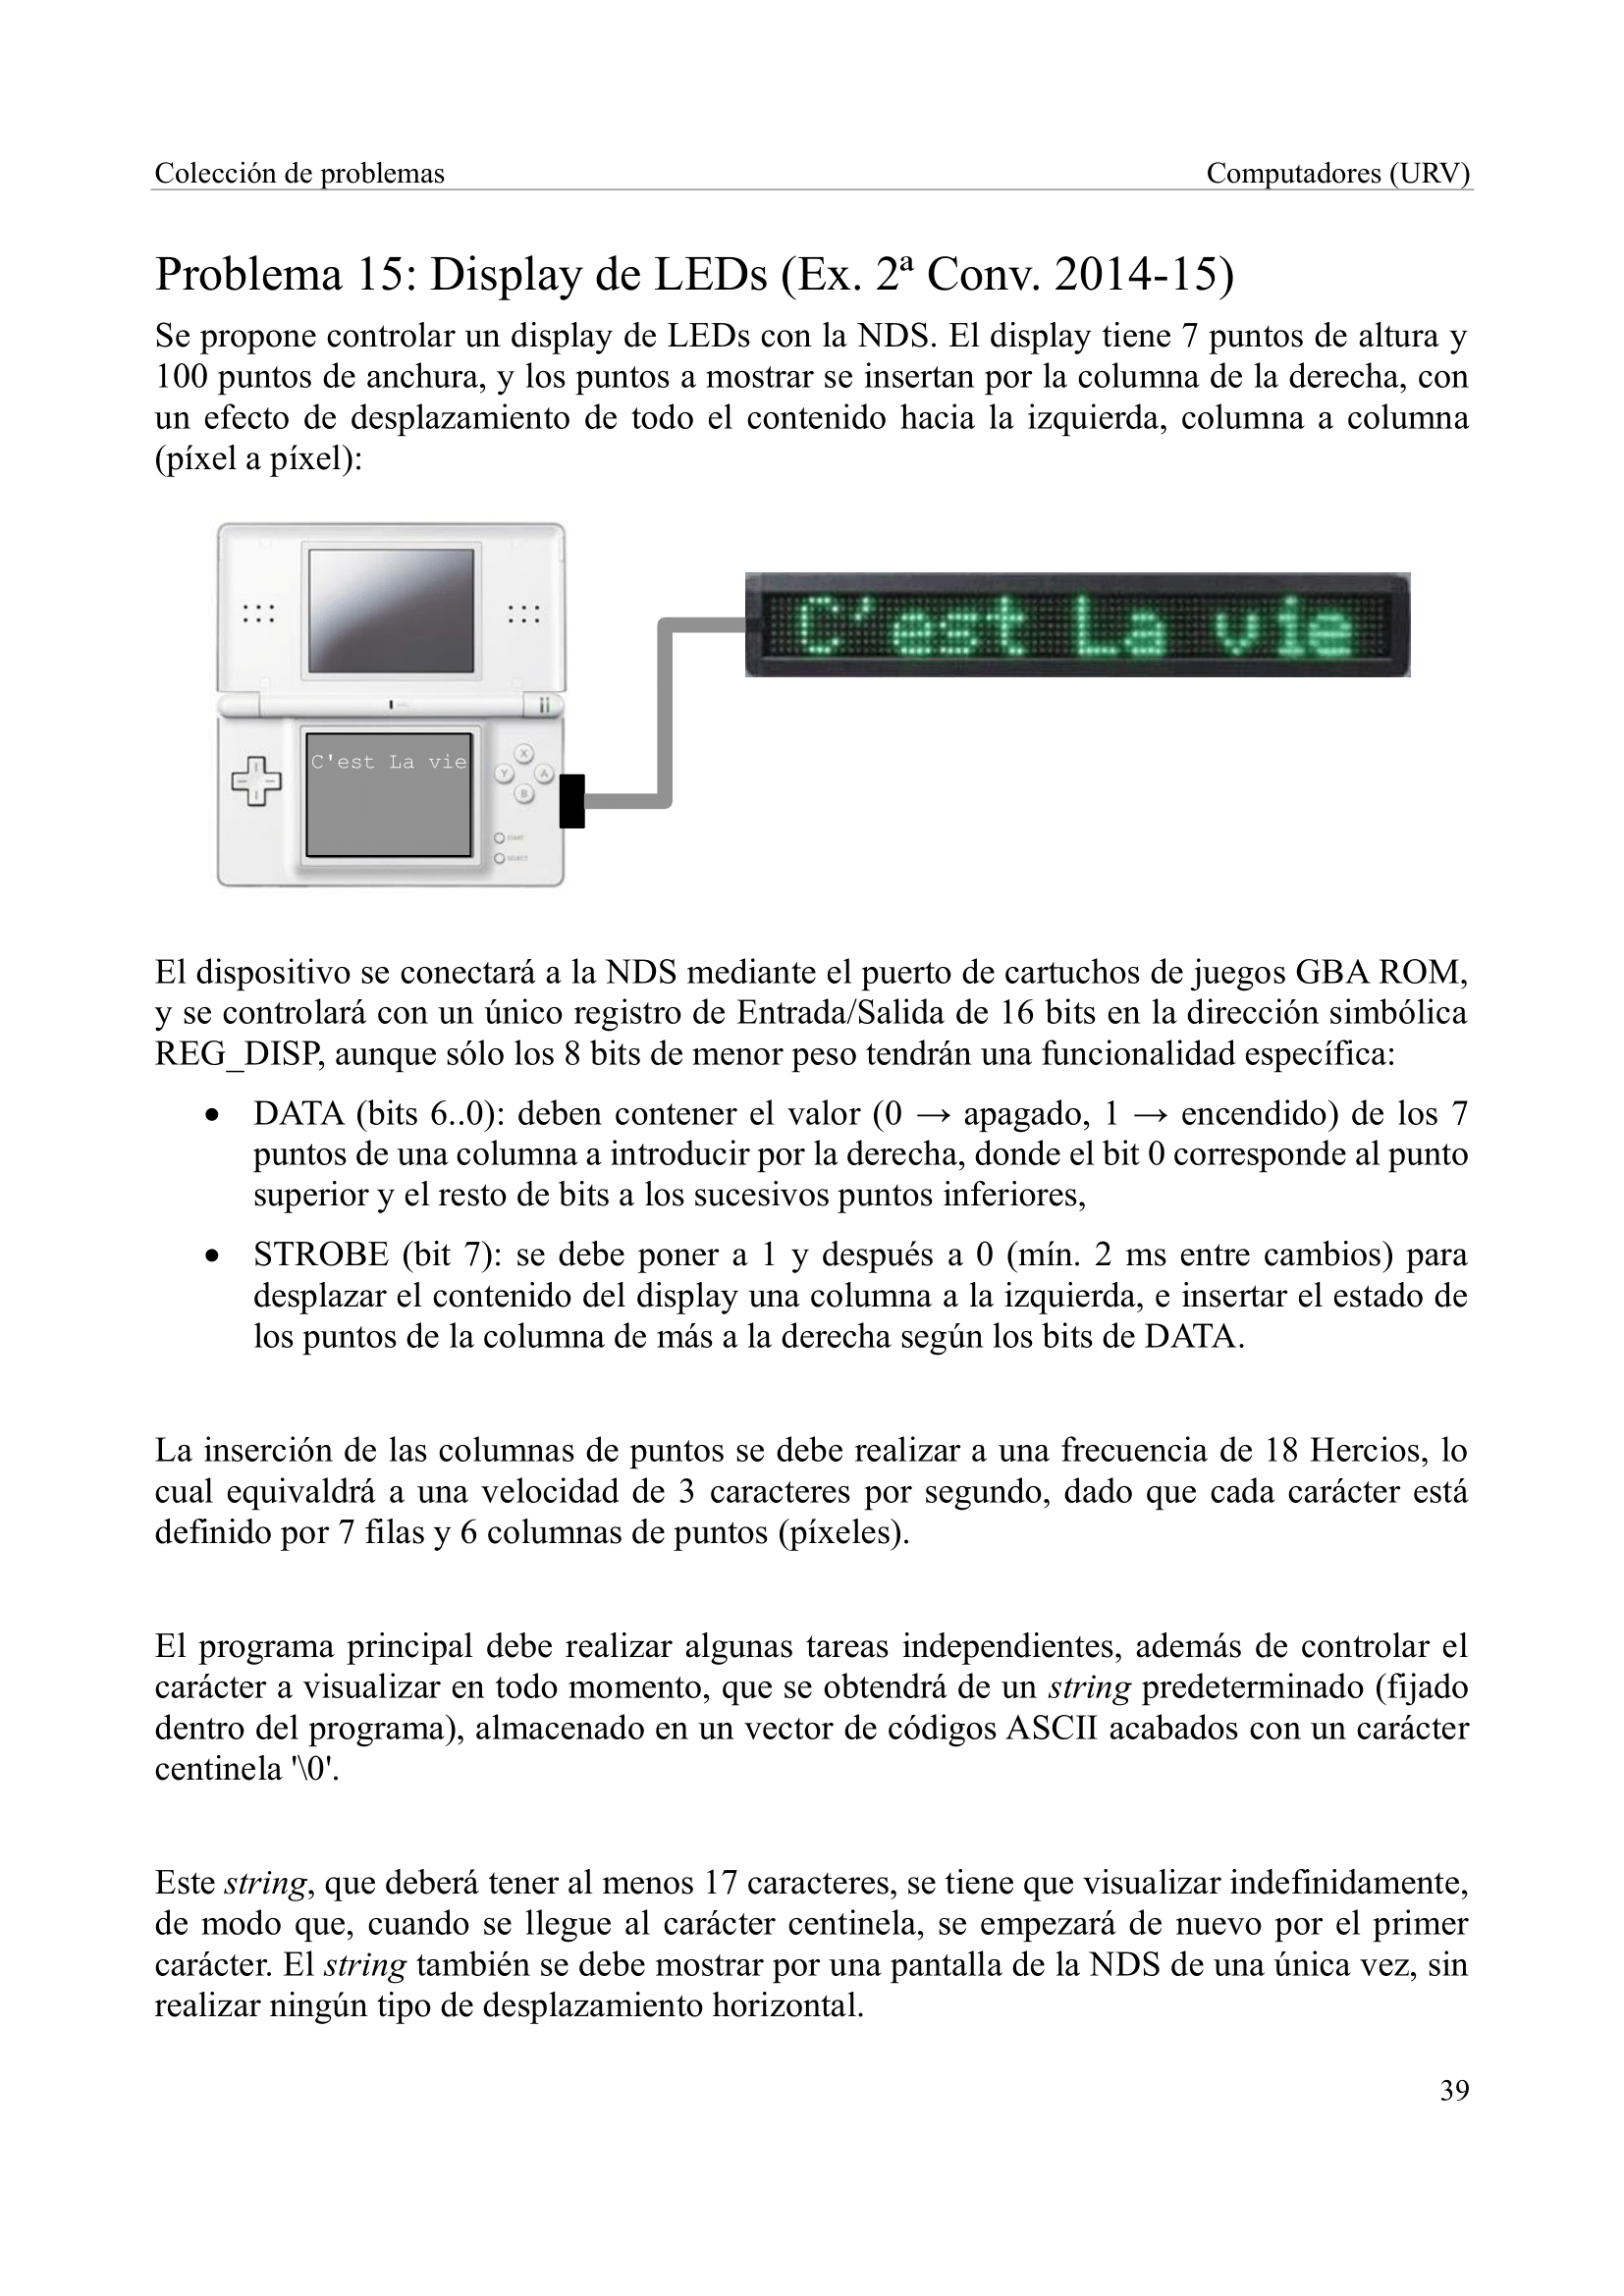 Colección de problemas
Computadores (URV)
Problema 15: Display de LEDs (Ex. 2ª Conv. 2014-15)
Se propone controlar un display de LEDs con la NDS. El display tiene 7 puntos de altura y
100 puntos de anchura, y los puntos a mostrar se insertan por la columna de la derecha, con
un efecto de desplazamiento de todo el contenido hacia la izquierda, columna a columna
(píxel a píxel):
C'est La vie
C'est La vie
X
Y
A
B
START
SELECT
El dispositivo se conectará a la NDS mediante el puerto de cartuchos de juegos GBA ROM,
y se controlará con un único registro de Entrada/Salida de 16 bits en la dirección simbólica
REG_DISP, aunque sólo los 8 bits de menor peso tendrán una funcionalidad específica:
• DATA (bits 6..0): deben contener el valor (0 → apagado, 1 → encendido) de los 7
puntos de una columna a introducir por la derecha, donde el bit 0 corresponde al punto
superior y el resto de bits a los sucesivos puntos inferiores,
• STROBE (bit 7): se debe poner a 1 y después a 0 (mín. 2 ms entre cambios) para
desplazar el contenido del display una columna a la izquierda, e insertar el estado de
los puntos de la columna de más a la derecha según los bits de DATA.
La inserción de las columnas de puntos se debe realizar a una frecuencia de 18 Hercios, lo
cual equivaldrá a una velocidad de 3 caracteres por segundo, dado que cada carácter está
definido por 7 filas y 6 columnas de puntos (píxeles).
El programa principal debe realizar algunas tareas independientes, además de controlar el
carácter a visualizar en todo momento, que se obtendrá de un string predeterminado (fijado
dentro del programa), almacenado en un vector de códigos ASCII acabados con un carácter
centinela '\0'.
Este string, que deberá tener al menos 17 caracteres, se tiene que visualizar indefinidamente,
de modo que, cuando se llegue al carácter centinela, se empezará de nuevo por el primer
carácter. El string también se debe mostrar por una pantalla de la NDS de una única vez, sin
realizar ningún tipo de desplazamiento horizontal.
39